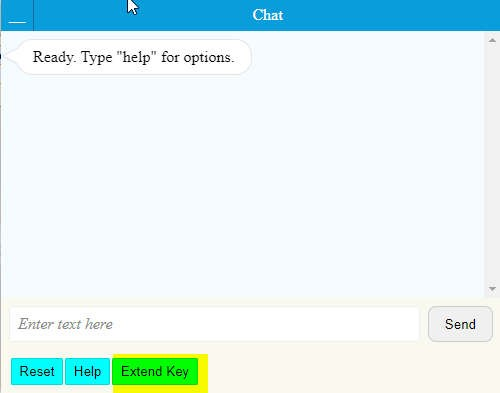 Chat
Ready. Type "help" for options.
Enter text here
Send
Reset
Help
Extend Key